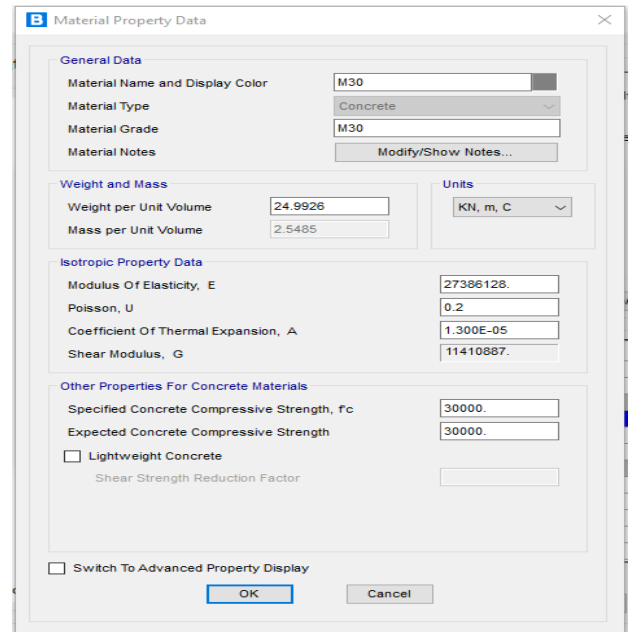 B Material Property Data
General Data
Material Name and Display Color M30
Material Type Concrete
Material Grade M30
Material Notes Modify/Show Notes...
Weight and Mass Units
Weight per Unit Volume 24.9926 KN, m, C
Mass per Unit Volume 2.5485
Isotropic Property Data
Modulus Of Elasticity, E 27386128.
Poisson, U 0.2
Coefficient Of Thermal Expansion, A 1.300E-05
Shear Modulus, G 11410887.
Other Properties For Concrete Materials
Specified Concrete Compressive Strength, f'c 30000.
Expected Concrete Compressive Strength 30000.
Lightweight Concrete
Shear Strength Reduction Factor
Switch To Advanced Property Display
OK Cancel